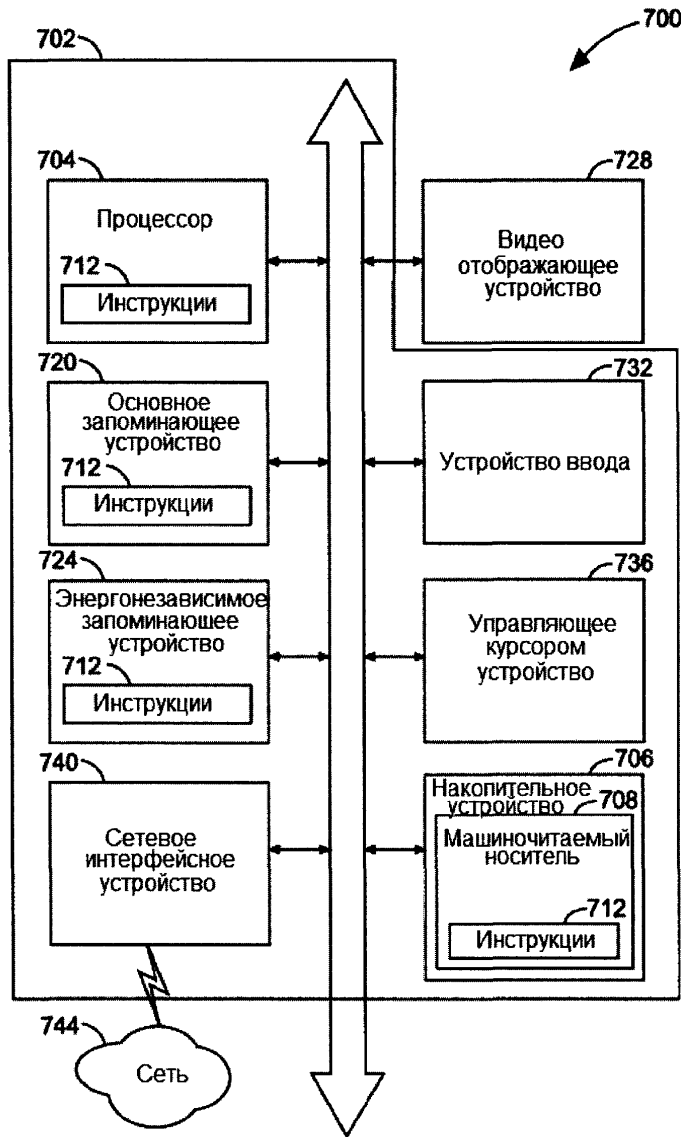 700
702
704
Процессор
712
Инструкции
728
Видео
отображающее
устройство
720
Основное
запоминающее
устройство
712
Инструкции
732
Устройство ввода
724
Энергонезависимое
запоминающее
устройство
712
Инструкции
736
Управляющее
курсором
устройство
740
Сетевое
интерфейсное
устройство
706
Накопительное
устройство
708
Машиночитаемый
носитель
712
Инструкции
744
Сеть